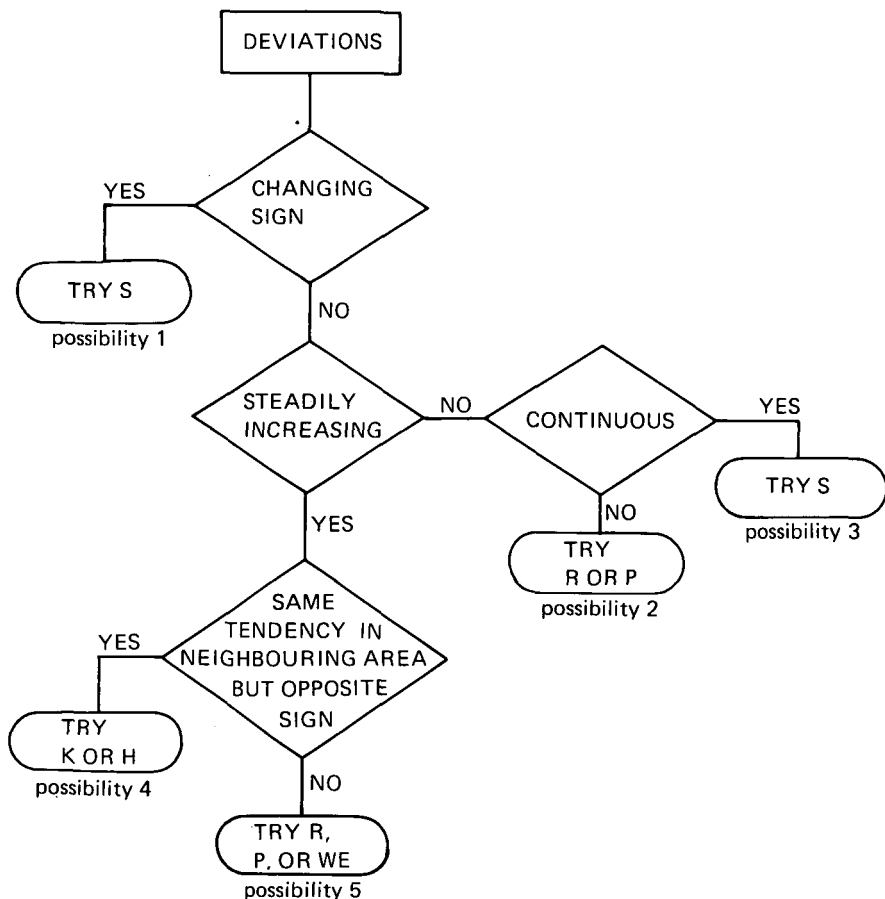 DEVIATIONS
CHANGING
SIGN
YES
TRY S
possibility 1
NO
STEADILY
INCREASING
NO
CONTINUOUS
YES
TRY S
possibility 3
NO
TRY
R OR P
possibility 2
YES
SAME
TENDENCY IN
NEIGHBOURING AREA
BUT OPPOSITE
SIGN
YES
TRY
K OR H
possibility 4
NO
TRY R,
P, OR WE
possibility 5